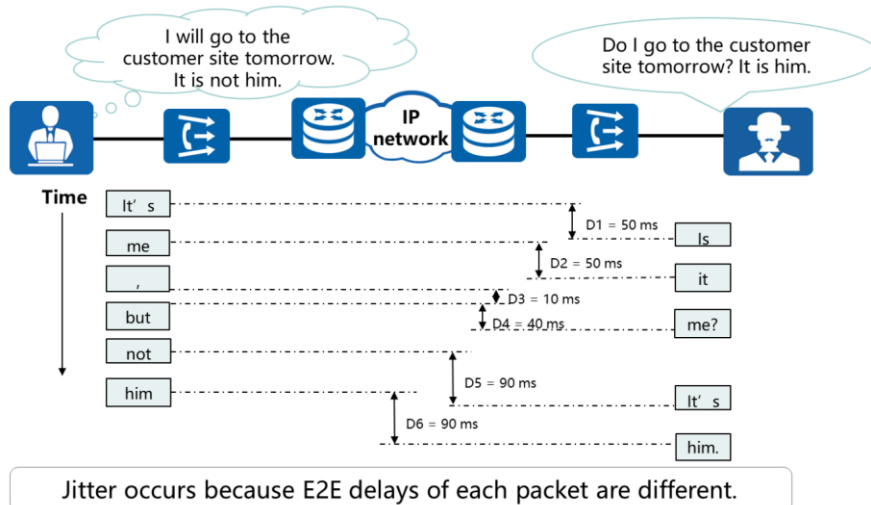 I will go to the
customer site tomorrow.
It is not him.
Do I go to the customer
site tomorrow? It is him.
IP
network
Time
It's
me
,
but
not
him
D1 = 50 ms
D2 = 50 ms
D3 = 10 ms
D4 = 40 ms
D5 = 90 ms
D6 = 90 ms
Is
it
me?
It's
him.
Jitter occurs because E2E delays of each packet are different.